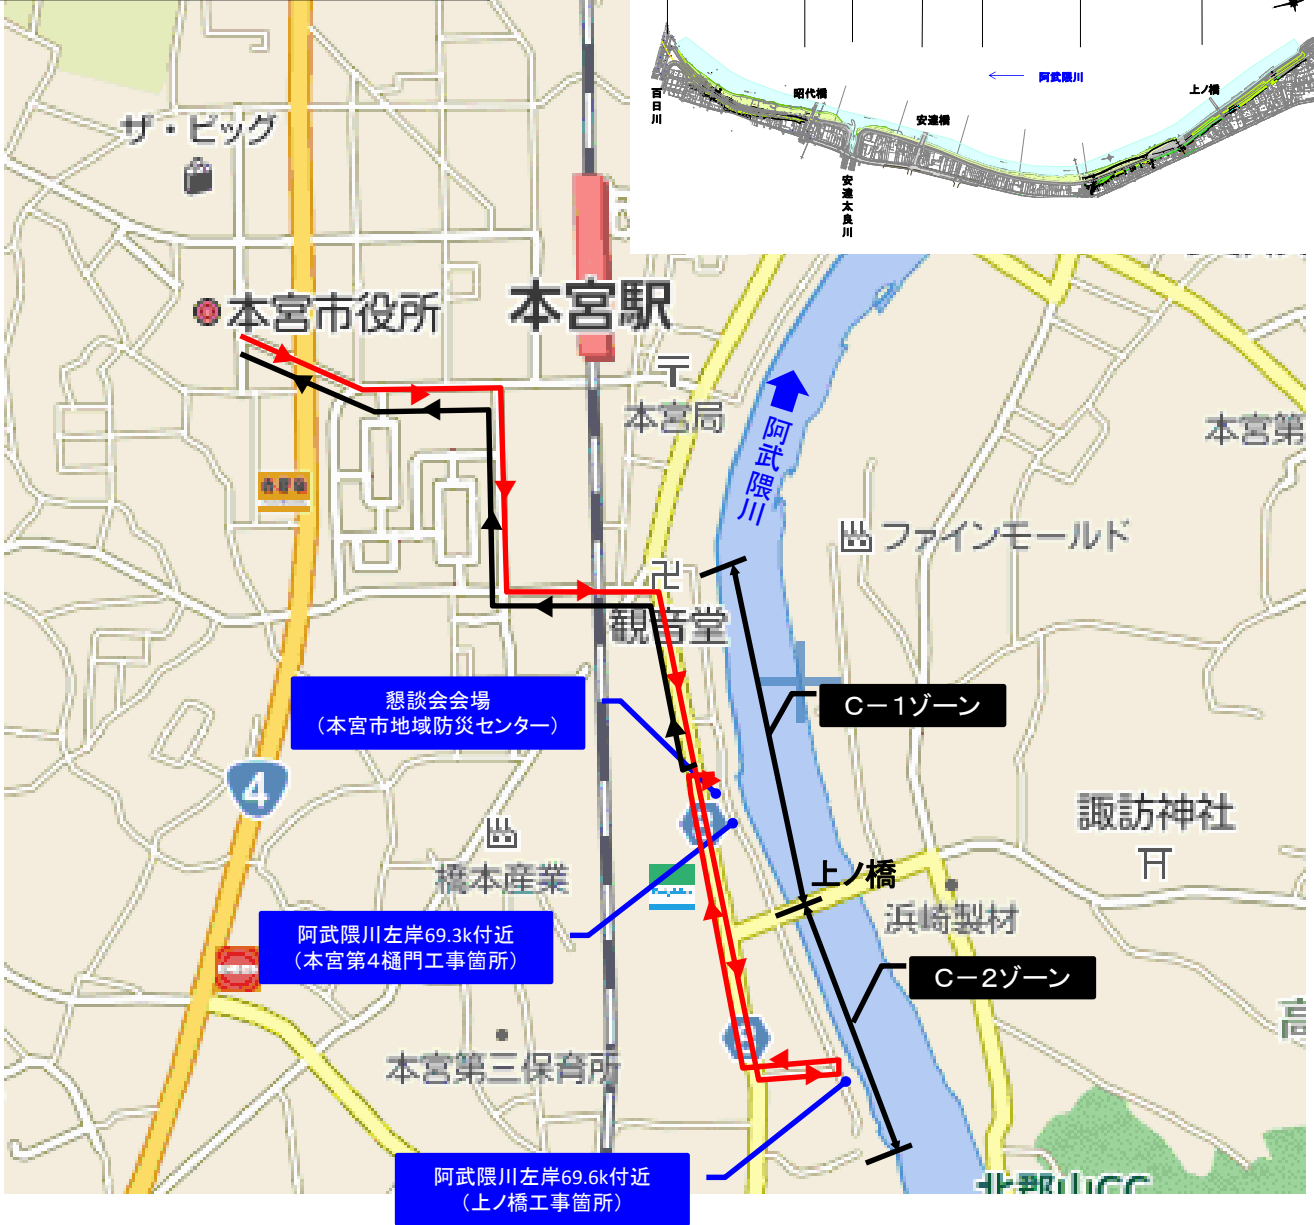 阿武隈川
百日川
昭代橋
安達橋
安達太良川
上ノ橋
ザ・ビッグ
本宮市役所
本宮駅
本宮局
阿武隈川
本宮第
ファインモールド
観音堂
懇談会会場
（本宮市地域防災センター）
C－1ゾーン
4
諏訪神社
橋本産業
上ノ橋
浜崎製材
阿武隈川左岸69.3k付近
（本宮第4樋門工事箇所）
C－2ゾーン
高
本宮第三保育所
阿武隈川左岸69.6k付近
（上ノ橋工事箇所）
北郡山CC